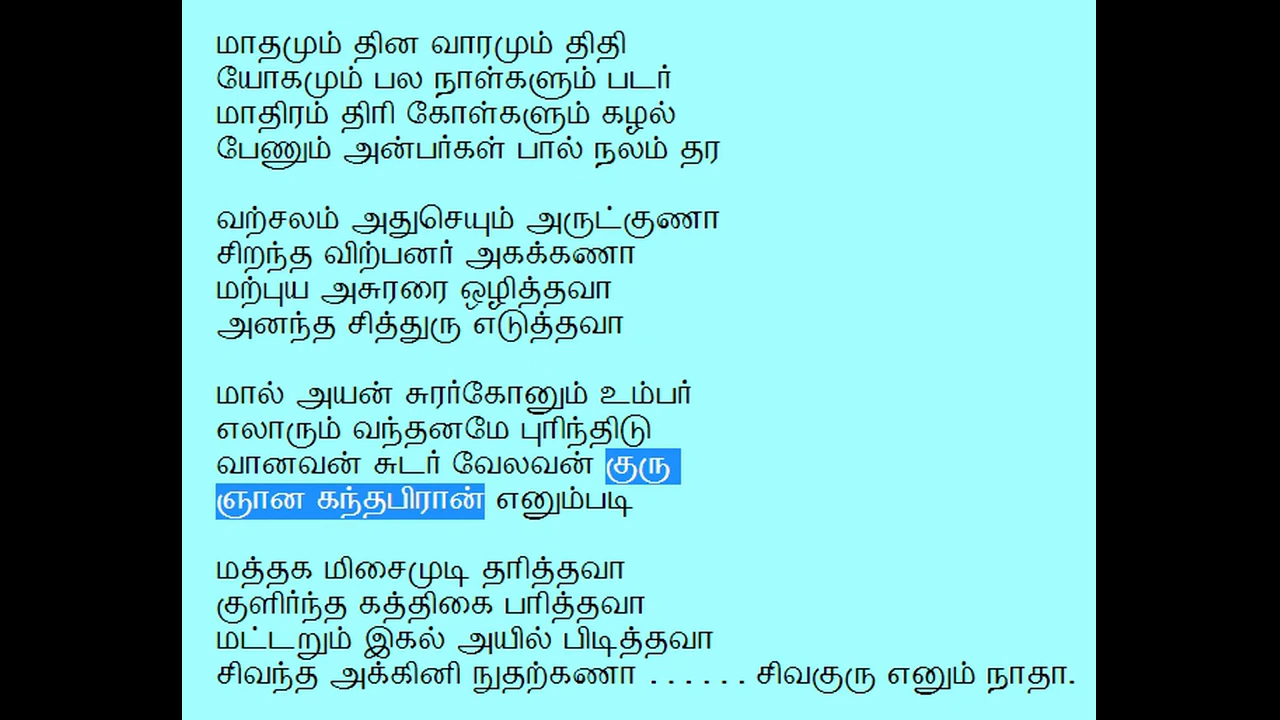 மாதமும் தின வாரமும் திதி
யோகமும் பல நாள்களும் படர்
மாதிரம் திரி கோள்களும் கழல்
பேணும் அன்பர்கள் பால் நலம் தர
வற்சலம் அதுசெயும் அருட்குணா
சிறந்த விற்பனர் அகக்கணா
மற்புய அசுரரை ஒழித்தவா
அனந்த சித்துரு எடுத்தவா
மால் அயன் சுரர்கோனும் உம்பர்
எலாரும் வந்தனமே புரிந்திடு
வானவன் சுடர் வேலவன் குரு
ஞான கந்தபிரான் எனும்படி
மத்தக மிசைமுடி தரித்தவா
குளிர்ந்த கத்திகை பரித்தவா
மட்டறும் இகல் அயில் பிடித்தவா
சிவந்த அக்கினி நுதற்கணா . . . . . . சிவகுரு எனும் நாதா.